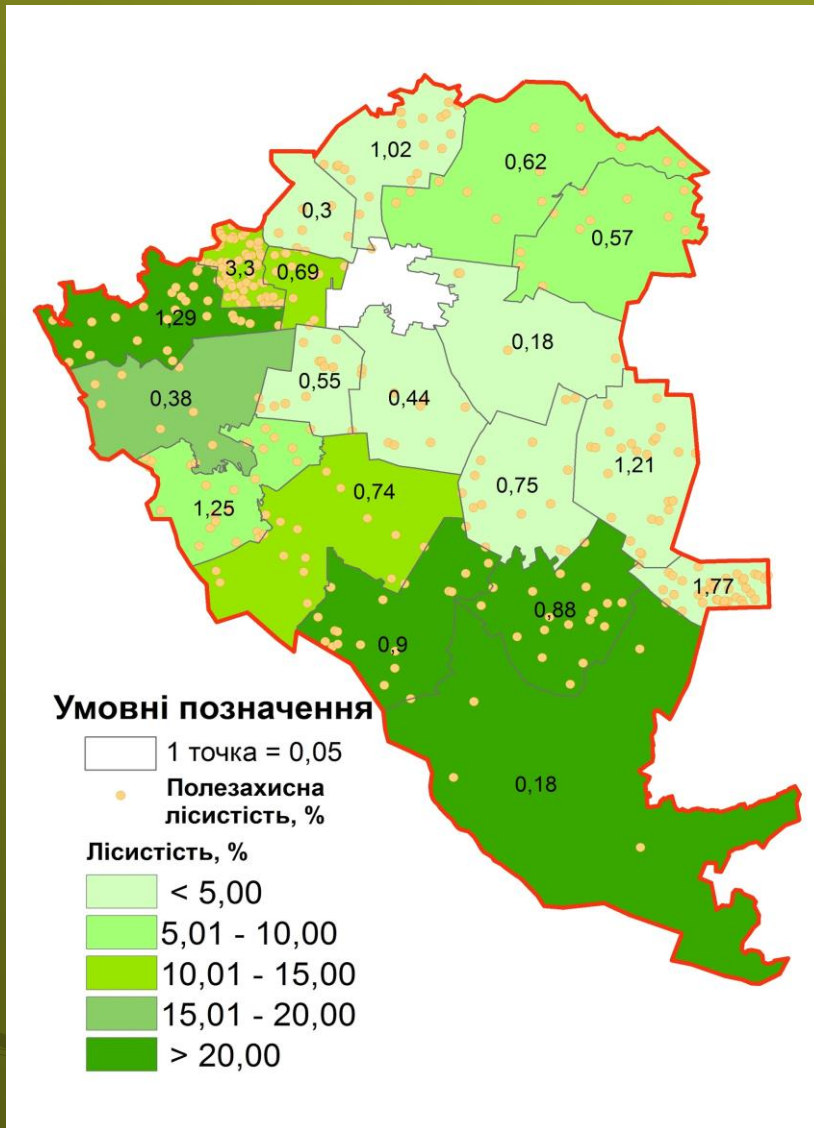 1,02
0,62
0,3
0,57
3,3
0,69
1,29
0,18
0,55
0,38
0,44
1,21
0,75
0,74
1,25
1,77
0,88
0,9
0,18
Умовні позначення
1 точка = 0,05
Полезахисна
лісистість, %
Лісистість, %
< 5,00
5,01 - 10,00
10,01 - 15,00
15,01 - 20,00
> 20,00